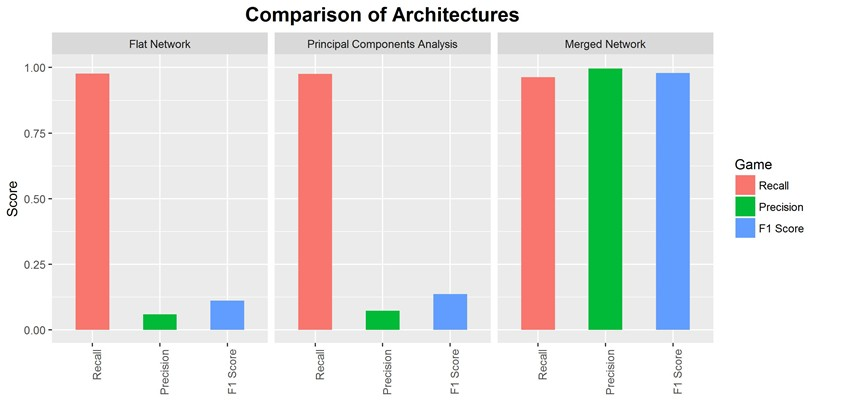 Comparison of Architectures
Flat Network
Principal Components Analysis
Merged Network
Score
1.00
0.75
0.50
0.25
0.00
Recall
Precision
F1 Score
Recall
Precision
F1 Score
Recall
Precision
F1 Score
Game
Recall
Precision
F1 Score